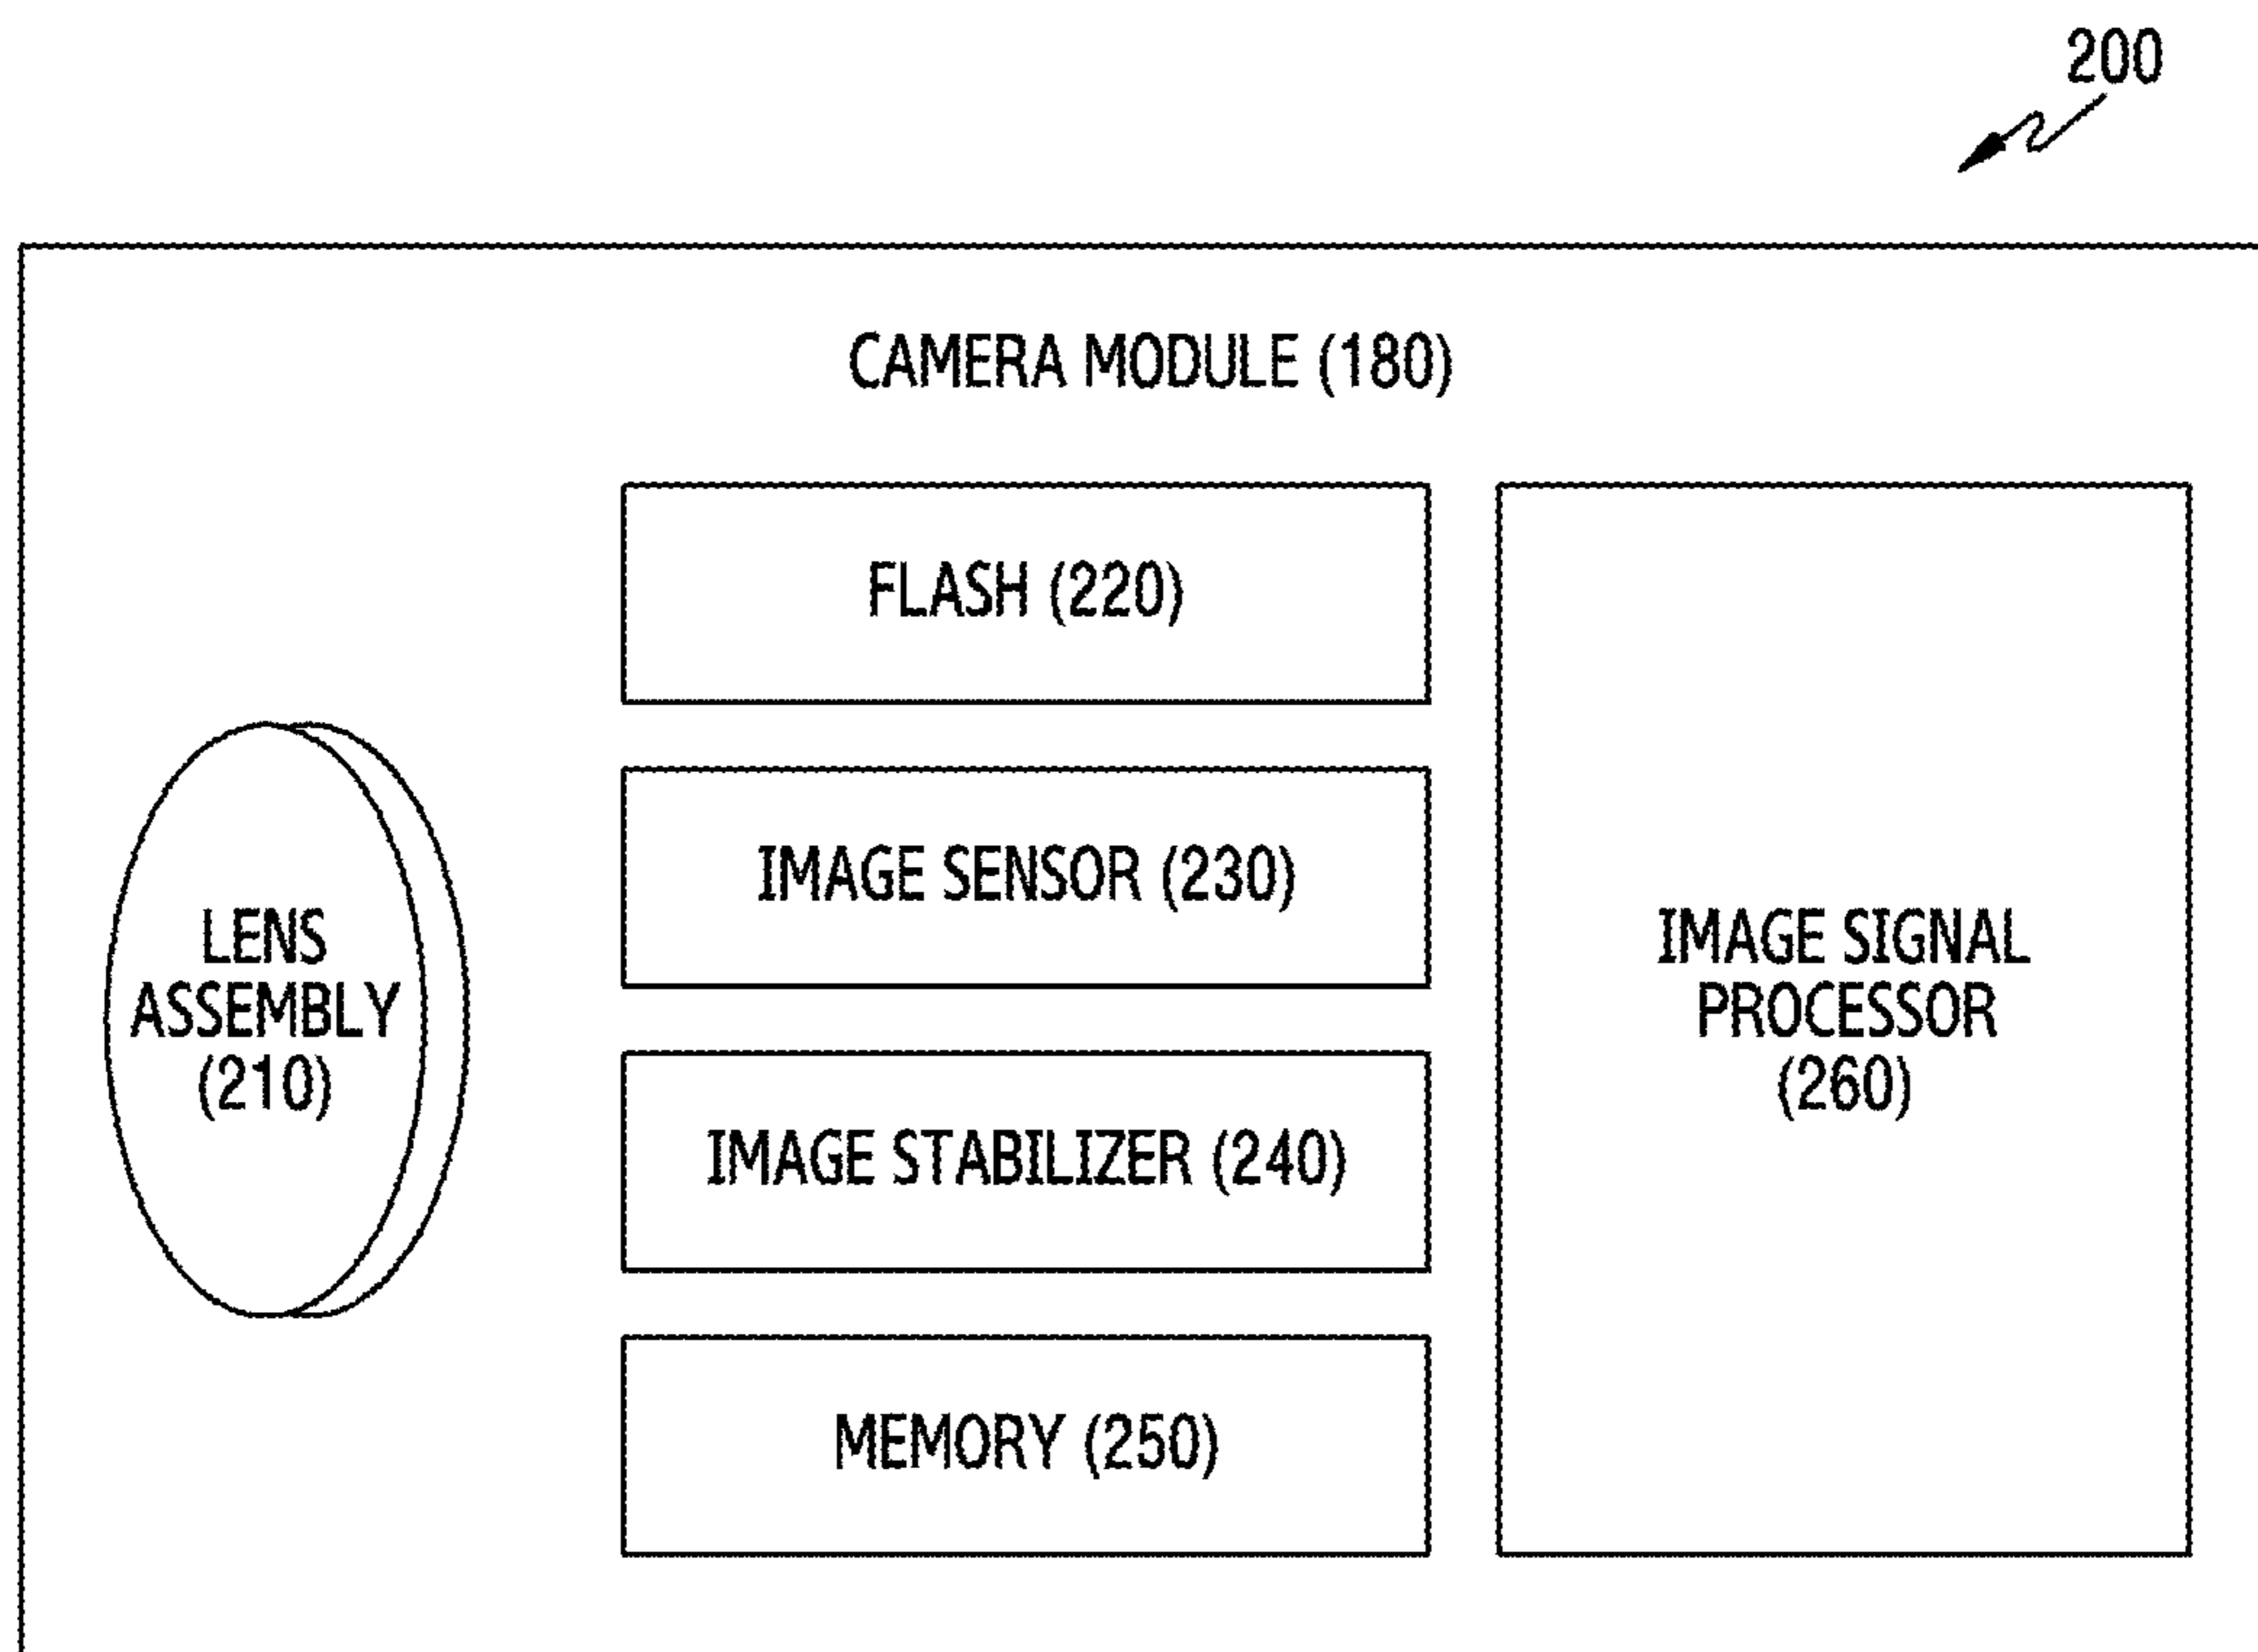 200
CAMERA MODULE (180)
FLASH (220)
IMAGE SENSOR (230)
IMAGE STABILIZER (240)
MEMORY (250)
LENS
ASSEMBLY
(210)
IMAGE SIGNAL
PROCESSOR
(260)